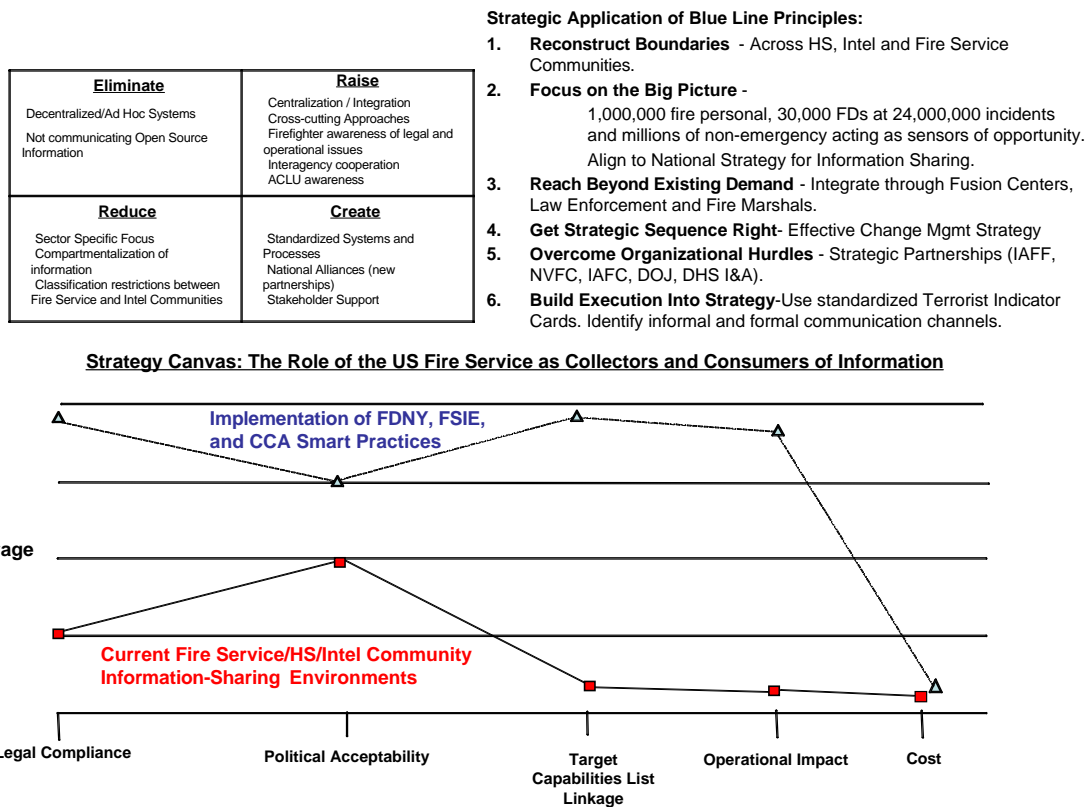 Strategic Application of Blue Line Principles:
1. Reconstruct Boundaries - Across HS, Intel and Fire Service
Communities.
2. Focus on the Big Picture -
1,000,000 fire personal, 30,000 FDs at 24,000,000 incidents
and millions of non-emergency acting as sensors of opportunity.
Align to National Strategy for Information Sharing.
3. Reach Beyond Existing Demand - Integrate through Fusion Centers,
Law Enforcement and Fire Marshals.
4. Get Strategic Sequence Right- Effective Change Mgmt Strategy
5. Overcome Organizational Hurdles - Strategic Partnerships (IAFF,
NVFC, IAFC, DOJ, DHS I&A).
6. Build Execution Into Strategy-Use standardized Terrorist Indicator
Cards. Identify informal and formal communication channels.
Eliminate
Decentralized/Ad Hoc Systems
Not communicating Open Source
Information
Raise
Centralization / Integration
Cross-cutting Approaches
Firefighter awareness of legal and
operational issues
Interagency cooperation
ACLU awareness
Reduce
Sector Specific Focus
Compartmentalization of
information
Classification restrictions between
Fire Service and Intel Communities
Create
Standardized Systems and
Processes
National Alliances (new
partnerships)
Stakeholder Support
Strategy Canvas: The Role of the US Fire Service as Collectors and Consumers of Information
Implementation of FDNY, FSIE,
and CCA Smart Practices
Current Fire Service/HS/Intel Community
Information-Sharing Environments
Legal Compliance
Political Acceptability
Target
Capabilities List
Linkage
Operational Impact
Cost